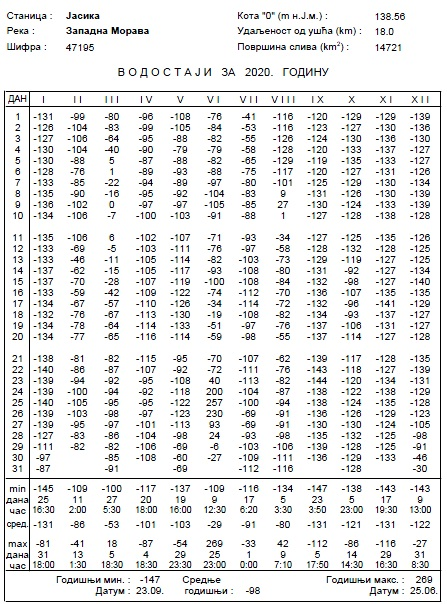 Станица : Јасика Кота "0" (m н.Ј.м.) : 138.56
Река : Западна Морава Удаљеност од ушћа (km) : 18.0
Шифра : 47195 Површина слива (km²) : 14721
ВОДОСТАЈИ ЗА 2020. ГОДИНУ
ДАН I II III IV V VI VII VIII IX X XI XII
1 -131 -99 -80 -96 -108 -76 -41 -116 -120 -129 -129 -139
2 -126 -104 -83 -99 -105 -84 -53 -116 -123 -127 -130 -136
3 -127 -106 -64 -95 -88 -82 -55 -126 -124 -130 -136 -130
4 -130 -104 -40 -90 -79 -79 -58 -128 -120 -133 -137 -127
5 -130 -88 5 -87 -88 -82 -65 -129 -119 -135 -133 -127
6 -128 -76 1 -89 -93 -88 -75 -117 -120 -127 -131 -126
7 -133 -85 -22 -94 -89 -97 -80 -101 -125 -129 -130 -134
8 -135 -90 -16 -95 -92 -104 -83 9 -131 -126 -130 -139
9 -136 -102 0 -97 -97 -105 -85 27 -130 -124 -133 -139
10 -134 -106 -7 -100 -103 -91 -88 1 -127 -128 -138 -128
11 -135 -106 6 -102 -107 -71 -93 -34 -127 -125 -135 -126
12 -133 -69 -5 -103 -111 -76 -97 -58 -128 -132 -128 -125
13 -133 -46 -11 -105 -114 -82 -103 -73 -129 -119 -127 -125
14 -137 -62 -15 -117 -117 -93 -108 -80 -131 -92 -127 -134
15 -137 -70 -28 -107 -119 -100 -108 -84 -132 -98 -127 -140
16 -133 -59 -42 -109 -122 -74 -112 -70 -136 -107 -135 -135
17 -134 -67 -57 -110 -126 -34 -114 -72 -132 -96 -141 -129
18 -132 -76 -67 -113 -130 -19 -108 -82 -134 -93 -137 -127
19 -134 -78 -64 -114 -133 -51 -97 -76 -106 -131 -127
20 -134 -77 -65 -116 -114 -59 -98 -55 -137 -114 -127 -128
21 -138 -81 -82 -115 -95 -70 -107 -62 -139 -117 -128 -135
22 -140 -86 -87 -107 -92 -72 -111 -76 -143 -118 -127 -139
23 -139 -94 -92 -95 -108 40 -113 -82 -144 -120 -134 -131
24 -139 -100 -94 -92 -118 200 -104 -87 -138 -122 -138 -129
25 -140 -105 -95 -95 -122 257 -100 -94 -138 -124 -135 -128
26 -139 -103 -98 -97 -123 230 -69 -91 -136 -126 -129 -123
27 -139 -95 -97 -101 -113 93 -69 -91 -130 -130 -124 -105
28 -127 -83 -86 -104 -98 24 -93 -98 -135 -132 -125 -98
29 -111 -82 -82 -106 -69 -6 -103 -106 -139 -128 -125 -91
30 -97 -85 -108 -60 -27 -109 -111 -136 -129 -133 -46
31 -87 -91 -69 -112 -116 -128 -30
min -145 -109 -100 -117 -137 -109 -116 -134 -147 -138 -143 -143
дана 25 11 27 20 19 9 17 5 23 5 17 9
час 16:30 2:00 5:30 18:00 16:00 12:30 6:20 3:30 3:50 23:00 19:30 13:00
сред. -131 -86 -53 -101 -103 -29 -91 -80 -131 -121 -131 -122
max -81 -41 18 -87 -54 269 -33 42 -112 -86 -116 -27
дана 31 13 5 4 29 25 1 9 5 14 29 31
час 18:00 1:30 18:30 18:30 23:30 23:00 0:00 7:10 17:50 23:30 16:30 8:30
Годишњи мин. : -147 Средње Годишњи макс. : 269
Датум : 23.09. годишњи : -98 Датум : 25.06.